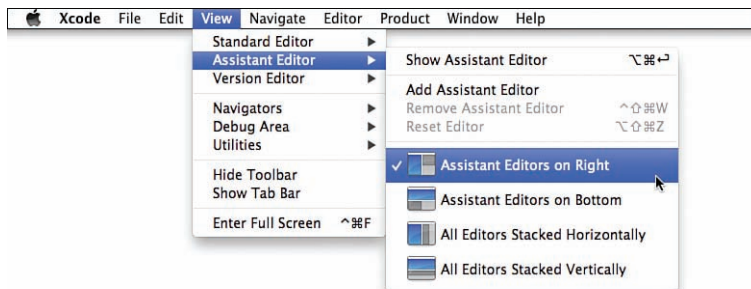 Xcode File Edit View Navigate Editor Product Window Help
Standard Editor
Assistant Editor
Version Editor
Navigators
Debug Area
Utilities
Hide Toolbar
Show Tab Bar
Enter Full Screen ^⌘F
Show Assistant Editor ⌥⌘↩
Add Assistant Editor
Remove Assistant Editor ^⇧⌘W
Reset Editor ⌥⇧⌘Z
✓ Assistant Editors on Right
Assistant Editors on Bottom
All Editors Stacked Horizontally
All Editors Stacked Vertically